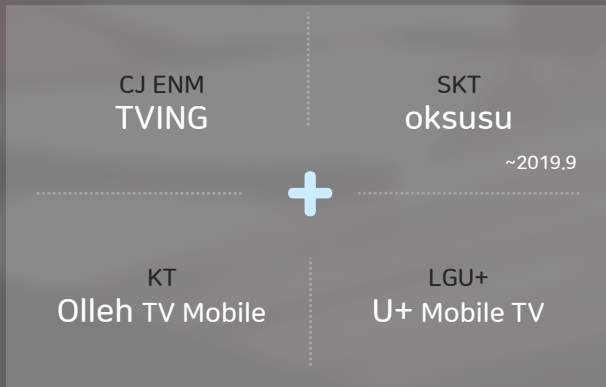 CJ ENM
TVING
SKT
oksusu
~2019.9
KT
Olleh TV Mobile
LGU+
U+ Mobile TV